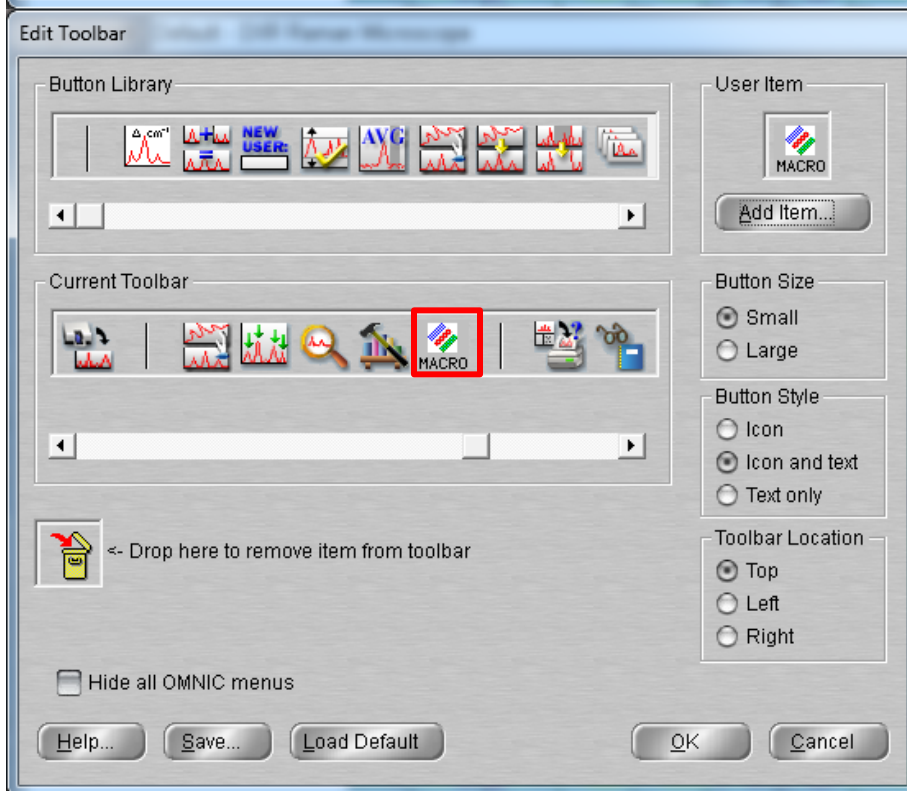 Edit Toolbar
Button Library
Δ, cm⁻¹
NEW
USER:
AVG
User Item
MACRO
Add Item...
Current Toolbar
MACRO
Button Size
Small
Large
Button Style
Icon
Icon and text
Text only
<- Drop here to remove item from toolbar
Toolbar Location
Top
Left
Right
Hide all OMNIC menus
Help...
Save...
Load Default
OK
Cancel